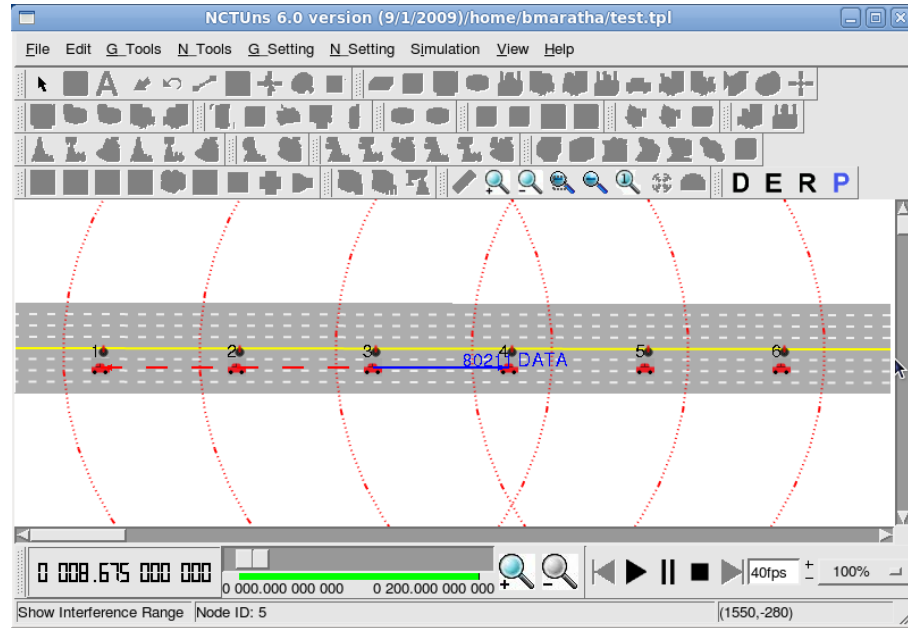 NCTUns 6.0 version (9/1/2009)/home/bmaratha/test.tpl
File Edit G_Tools N_Tools G_Setting N_Setting Simulation View Help
A
1
D E R P
1 2 3 4 5 6
80211 DATA
0 008.675 000 000
0 000.000 000 000 0 200.000 000 000
40fps
+
-
100%
Show Interference Range Node ID: 5 (1550,-280)